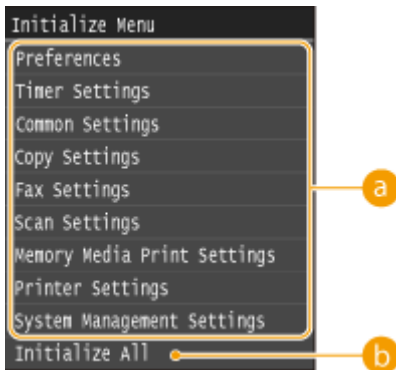 Initialize Menu
Preferences
Timer Settings
Common Settings
Copy Settings
Fax Settings
a
Scan Settings
Memory Media Print Settings
Printer Settings
System Management Settings
Initialize All
b